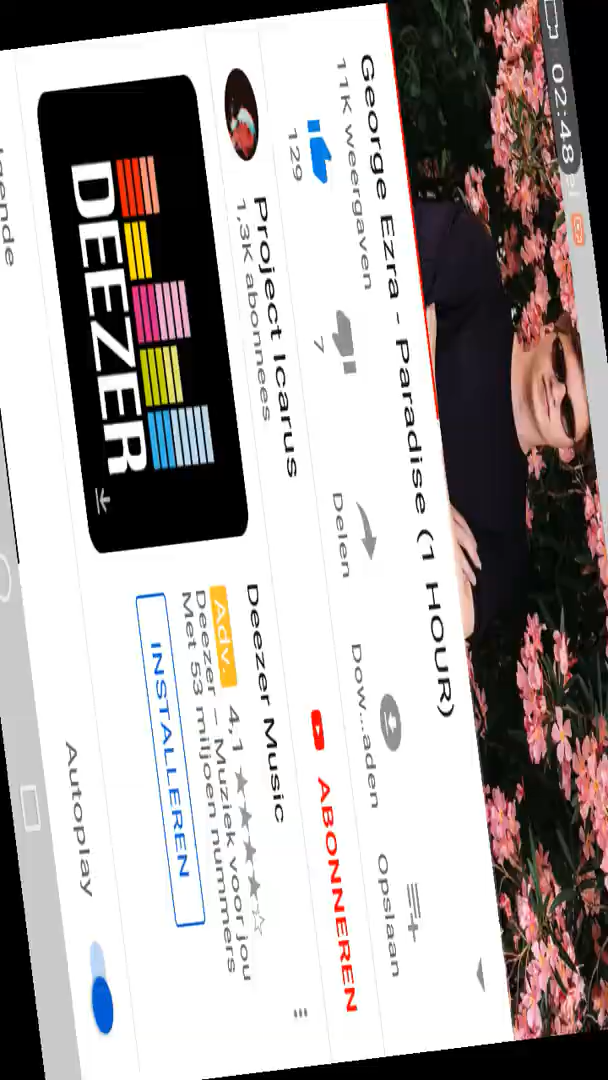 02:48
George Ezra - Paradise (1 HOUR)
11K weergaven
129
7
Delen
Dow...aden
Opslaan
Project Icarus
1,3K abonnees
ABONNEREN
DEEZER
Deezer Music
Adv. 4,1
Deezer – Muziek voor jou
Met 53 miljoen nummers
INSTALLEREN
Autoplay